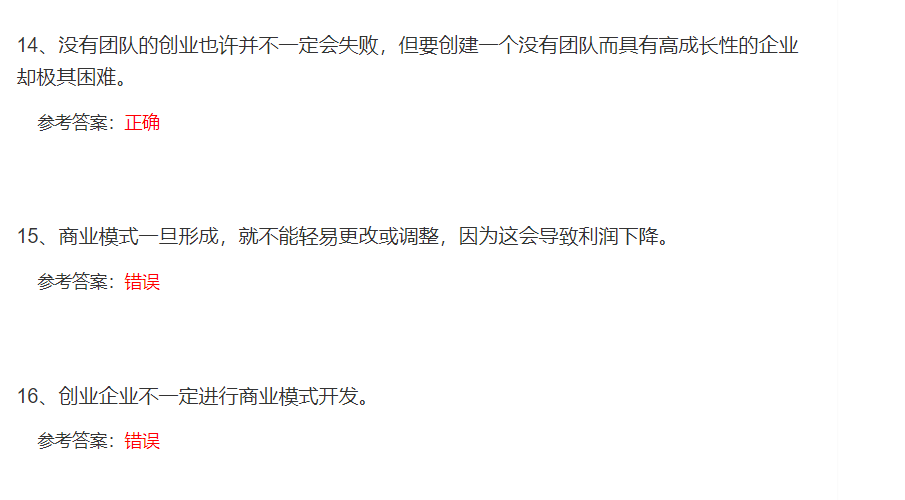 14、没有团队的创业也许并不一定会失败，但要创建一个没有团队而具有高成长性的企业
却极其困难。
参考答案：正确
15、商业模式一旦形成，就不能轻易更改或调整，因为这会导致利润下降。
参考答案：错误
16、创业企业不一定进行商业模式开发。
参考答案：错误